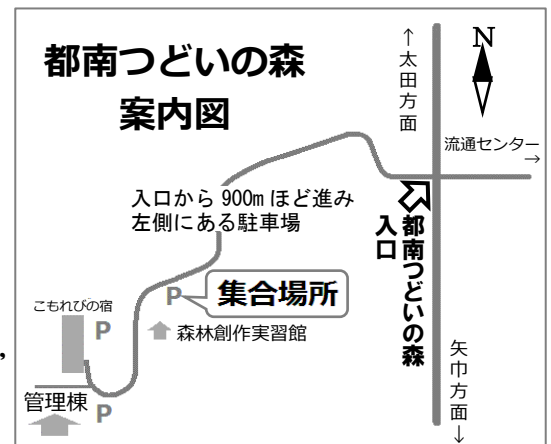 都南つどいの森
案内図
↑太田方面
N
流通センター
→
入口から900mほど進み
左側にある駐車場
都南つどいの森
入口
P
集合場所
こもれびの宿
P
森林創作実習館
管理棟
P
矢巾方面↓
,